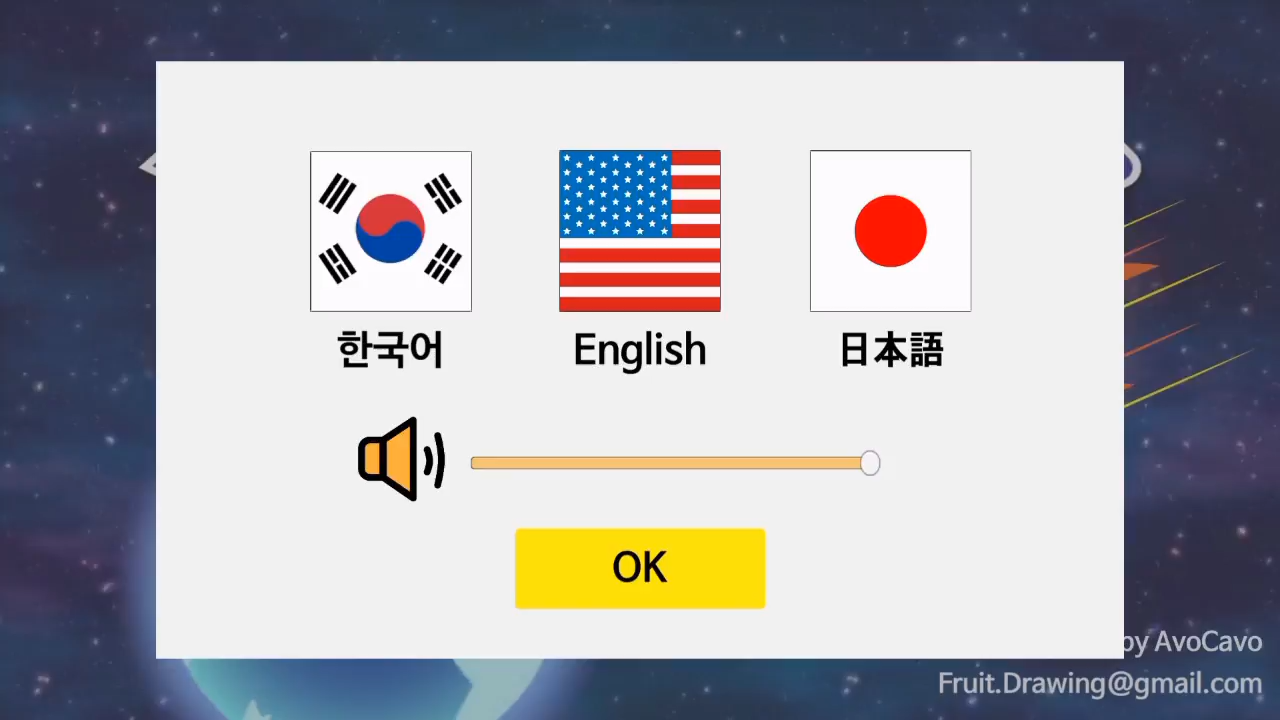 한국어
English
日本語
OK
by AvoCavo
Fruit.Drawing@gmail.com